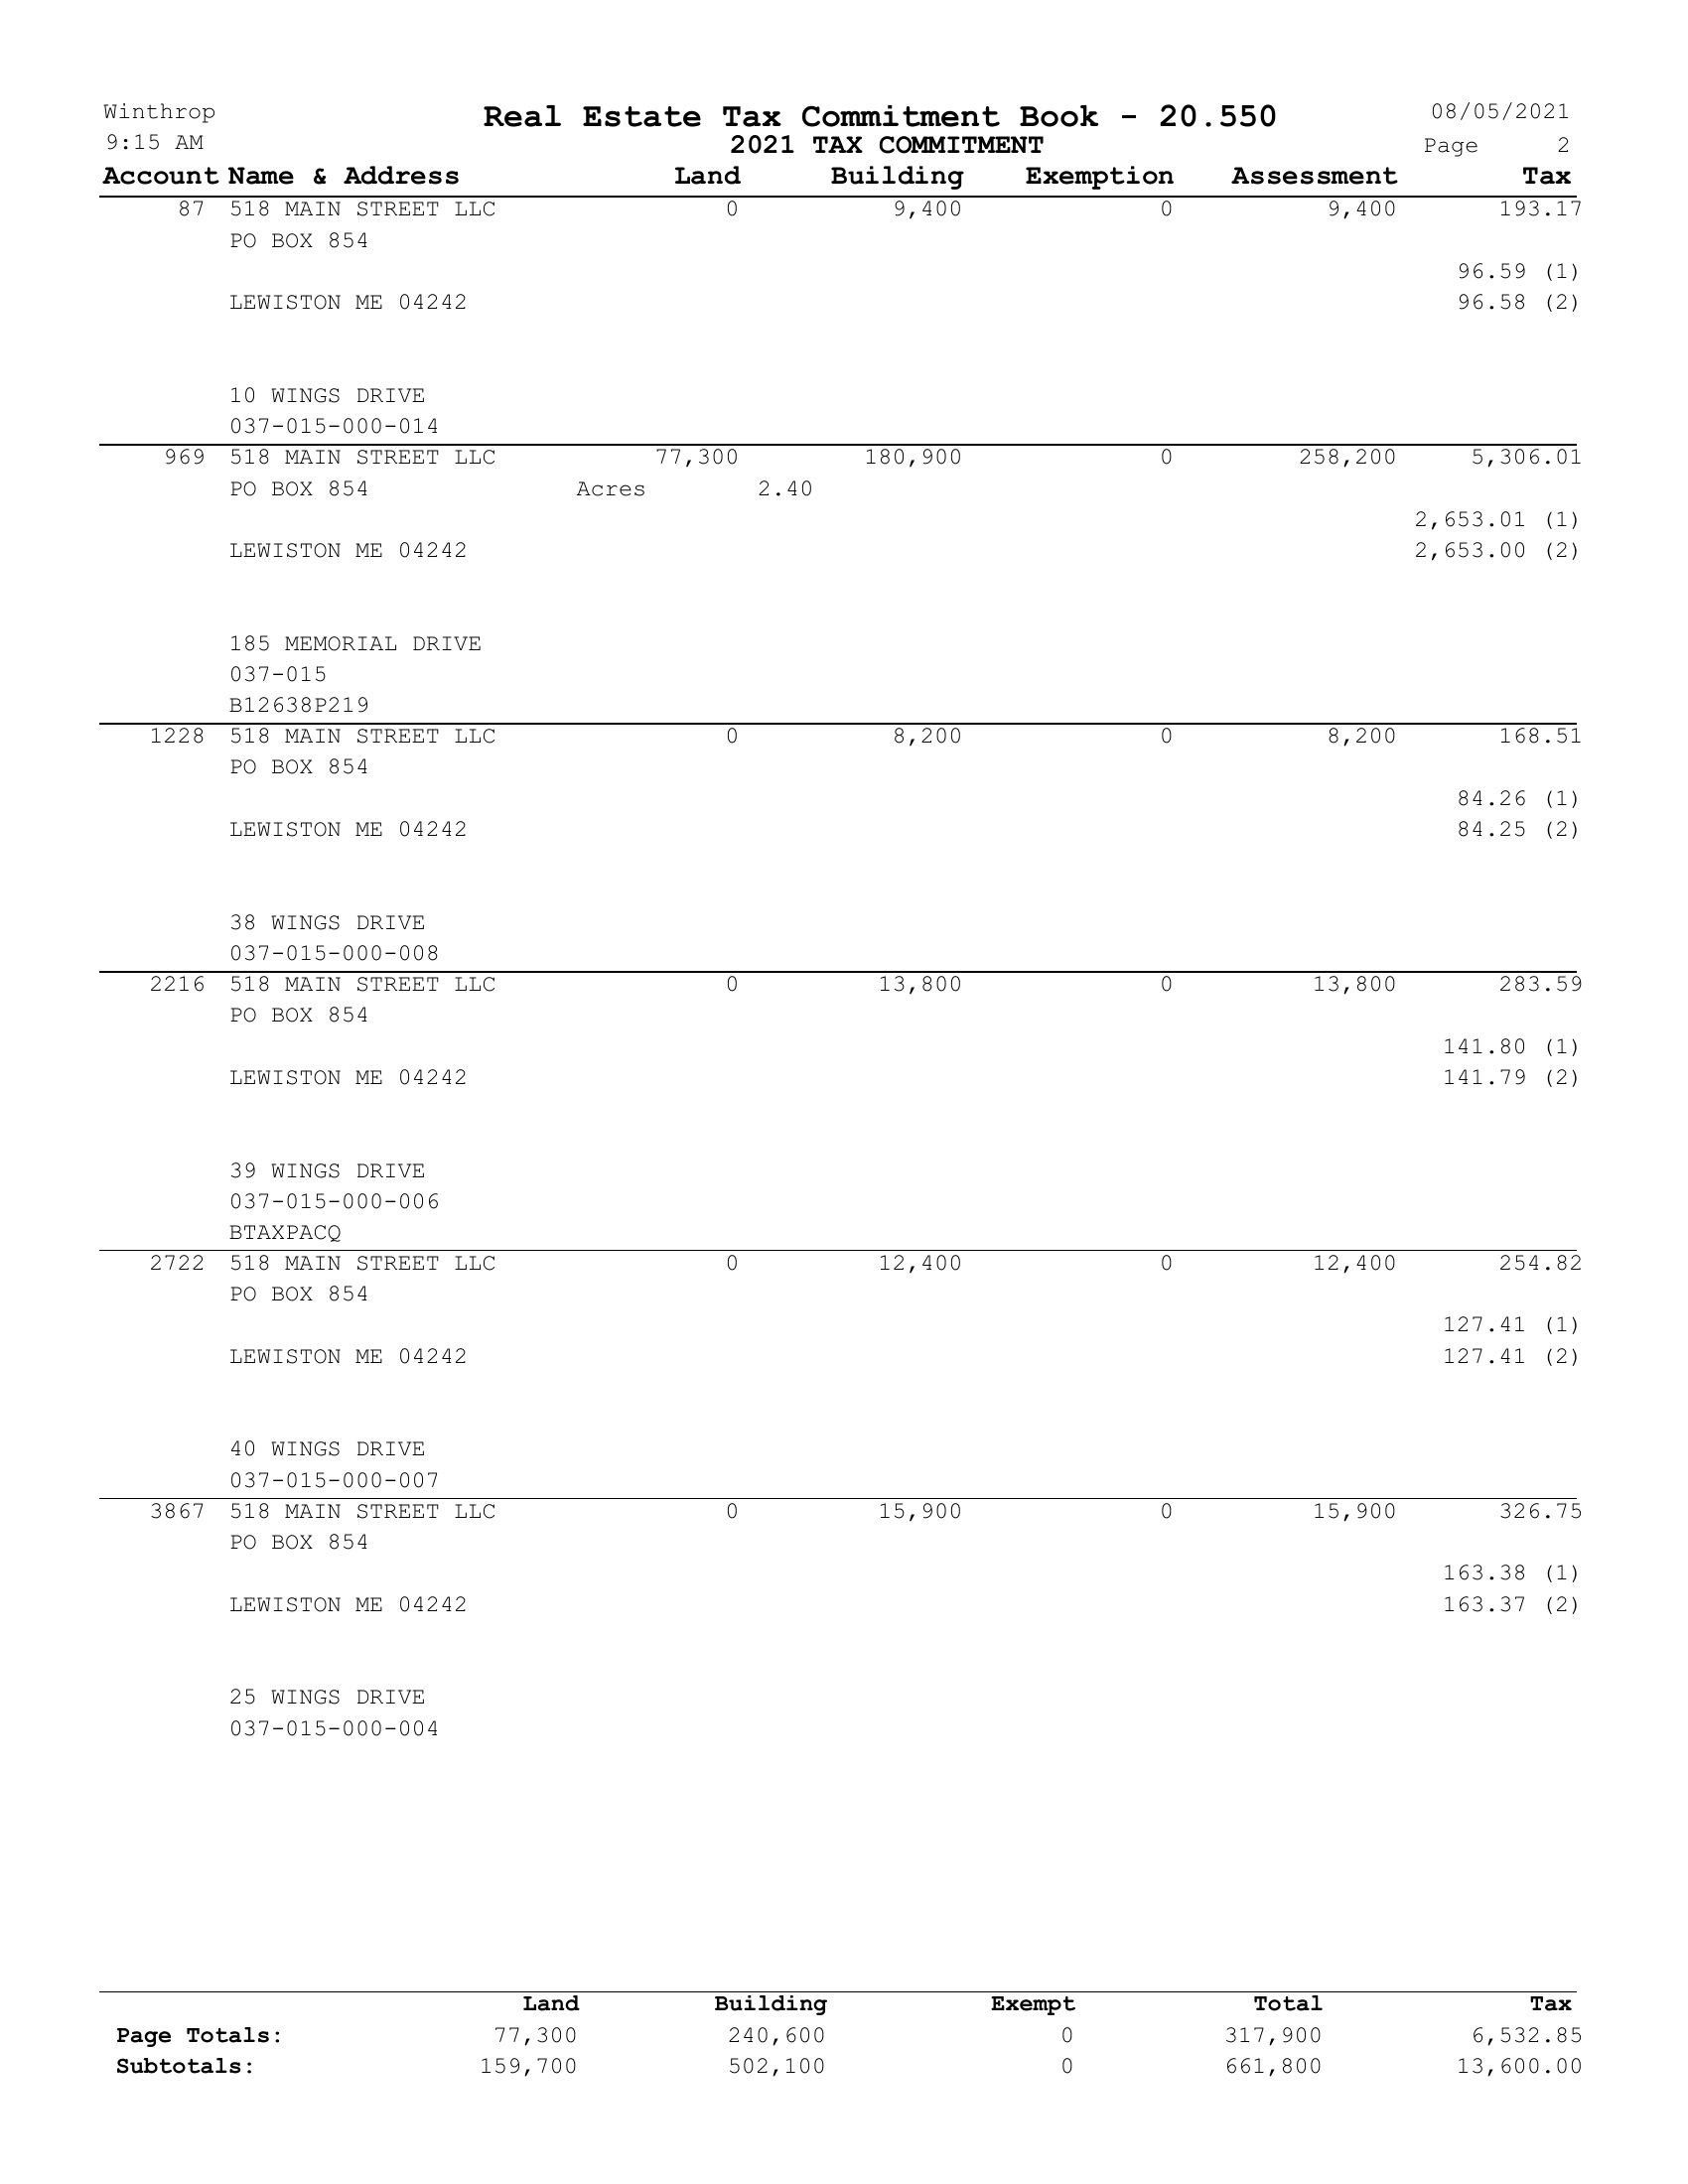 Winthrop Real Estate Tax Commitment Book - 20.550 08/05/2021
9:15 AM 2021 TAX COMMITMENT Page 2
Account Name & Address Land Building Exemption Assessment Tax
87 518 MAIN STREET LLC 0 9,400 0 9,400 193.17
PO BOX 854
96.59 (1)
LEWISTON ME 04242 96.58 (2)
10 WINGS DRIVE
037-015-000-014
969 518 MAIN STREET LLC 77,300 180,900 0 258,200 5,306.01
PO BOX 854 Acres 2.40
2,653.01 (1)
LEWISTON ME 04242 2,653.00 (2)
185 MEMORIAL DRIVE
037-015
B12638P219
1228 518 MAIN STREET LLC 0 8,200 0 8,200 168.51
PO BOX 854
84.26 (1)
LEWISTON ME 04242 84.25 (2)
38 WINGS DRIVE
037-015-000-008
2216 518 MAIN STREET LLC 0 13,800 0 13,800 283.59
PO BOX 854
141.80 (1)
LEWISTON ME 04242 141.79 (2)
39 WINGS DRIVE
037-015-000-006
BTAXPACQ
2722 518 MAIN STREET LLC 0 12,400 0 12,400 254.82
PO BOX 854
127.41 (1)
LEWISTON ME 04242 127.41 (2)
40 WINGS DRIVE
037-015-000-007
3867 518 MAIN STREET LLC 0 15,900 0 15,900 326.75
PO BOX 854
163.38 (1)
LEWISTON ME 04242 163.37 (2)
25 WINGS DRIVE
037-015-000-004
Land Building Exempt Total Tax
Page Totals: 77,300 240,600 0 317,900 6,532.85
Subtotals: 159,700 502,100 0 661,800 13,600.00